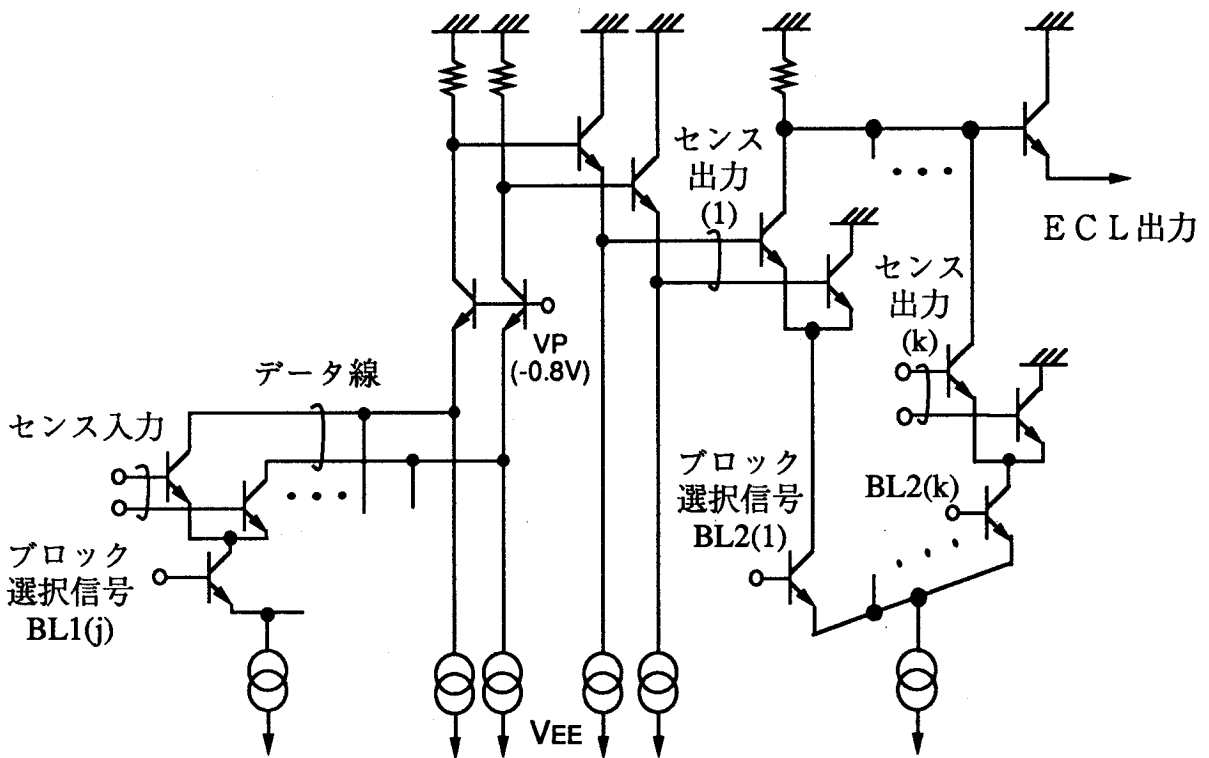 センス
出力
(1)
ECL出力
センス
出力
(k)
VP
(-0.8V)
データ線
センス入力
ブロック
選択信号
BL2(1)
BL2(k)
ブロック
選択信号
BL1(j)
VEE